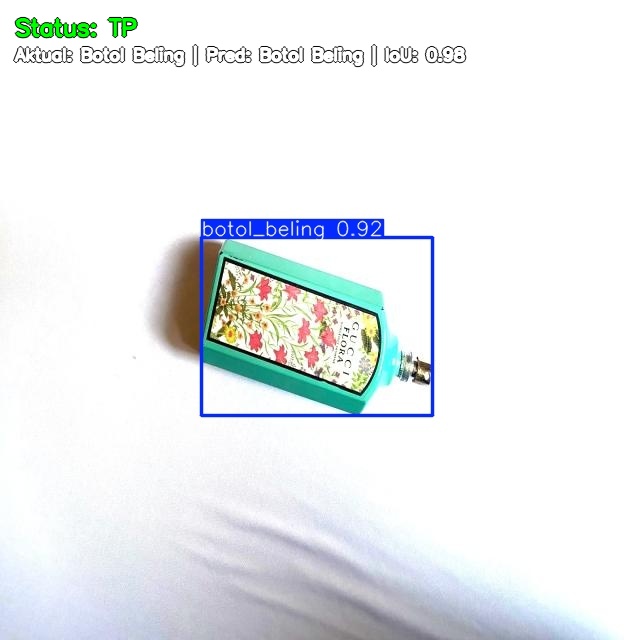 Status: TP
Aktual: Botol Beling | Pred: Botol Beling | IoU: 0.98
botol_beling 0.92
GUCCI
FLORA